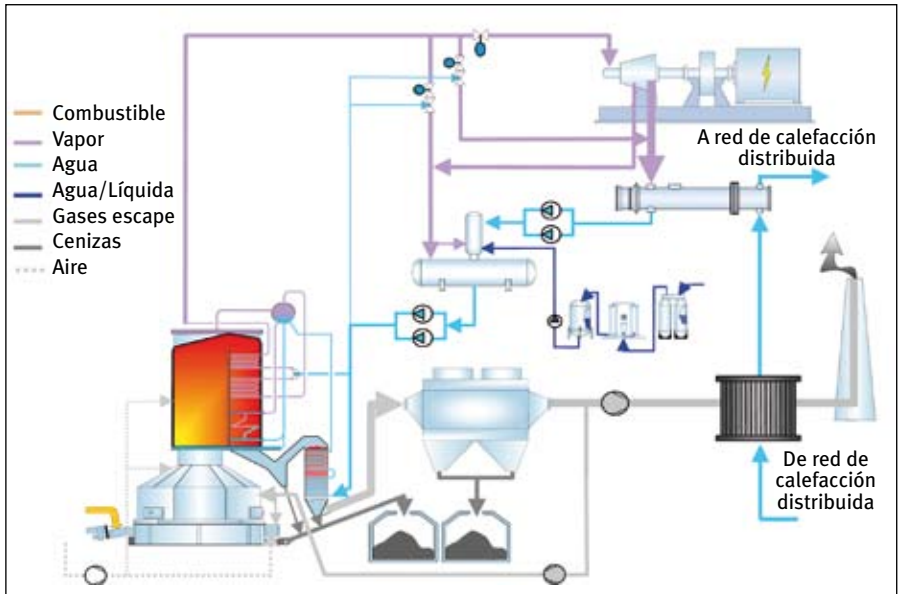 Combustible
Vapor
Agua
Agua/Líquida
Gases escape
Cenizas
Aire
A red de calefacción
distribuida
De red de
calefacción
distribuida